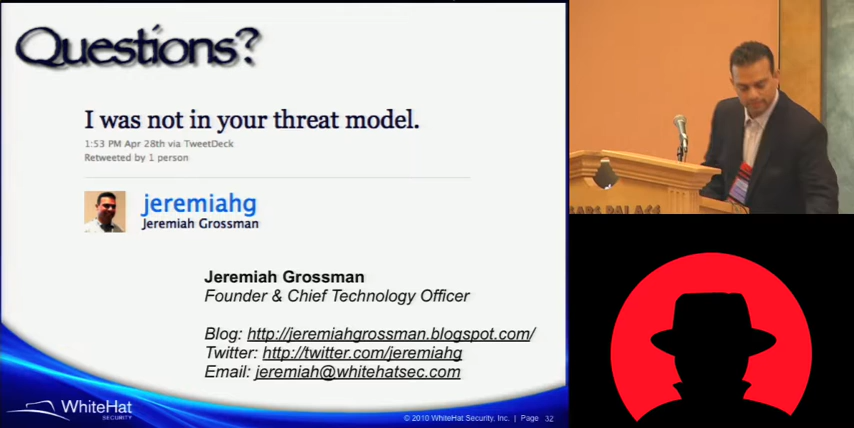 Questions?
I was not in your threat model.
1:53 PM Apr 28th via TweetDeck
Retweeted by 1 person
jeremiahg
Jeremiah Grossman
Jeremiah Grossman
Founder & Chief Technology Officer
Blog: http://jeremiahgrossman.blogspot.com/
Twitter: http://twitter.com/jeremiahg
Email: jeremiah@whitehatsec.com
WhiteHat
SECURITY
© 2010 WhiteHat Security, Inc. | Page 32
PALACE